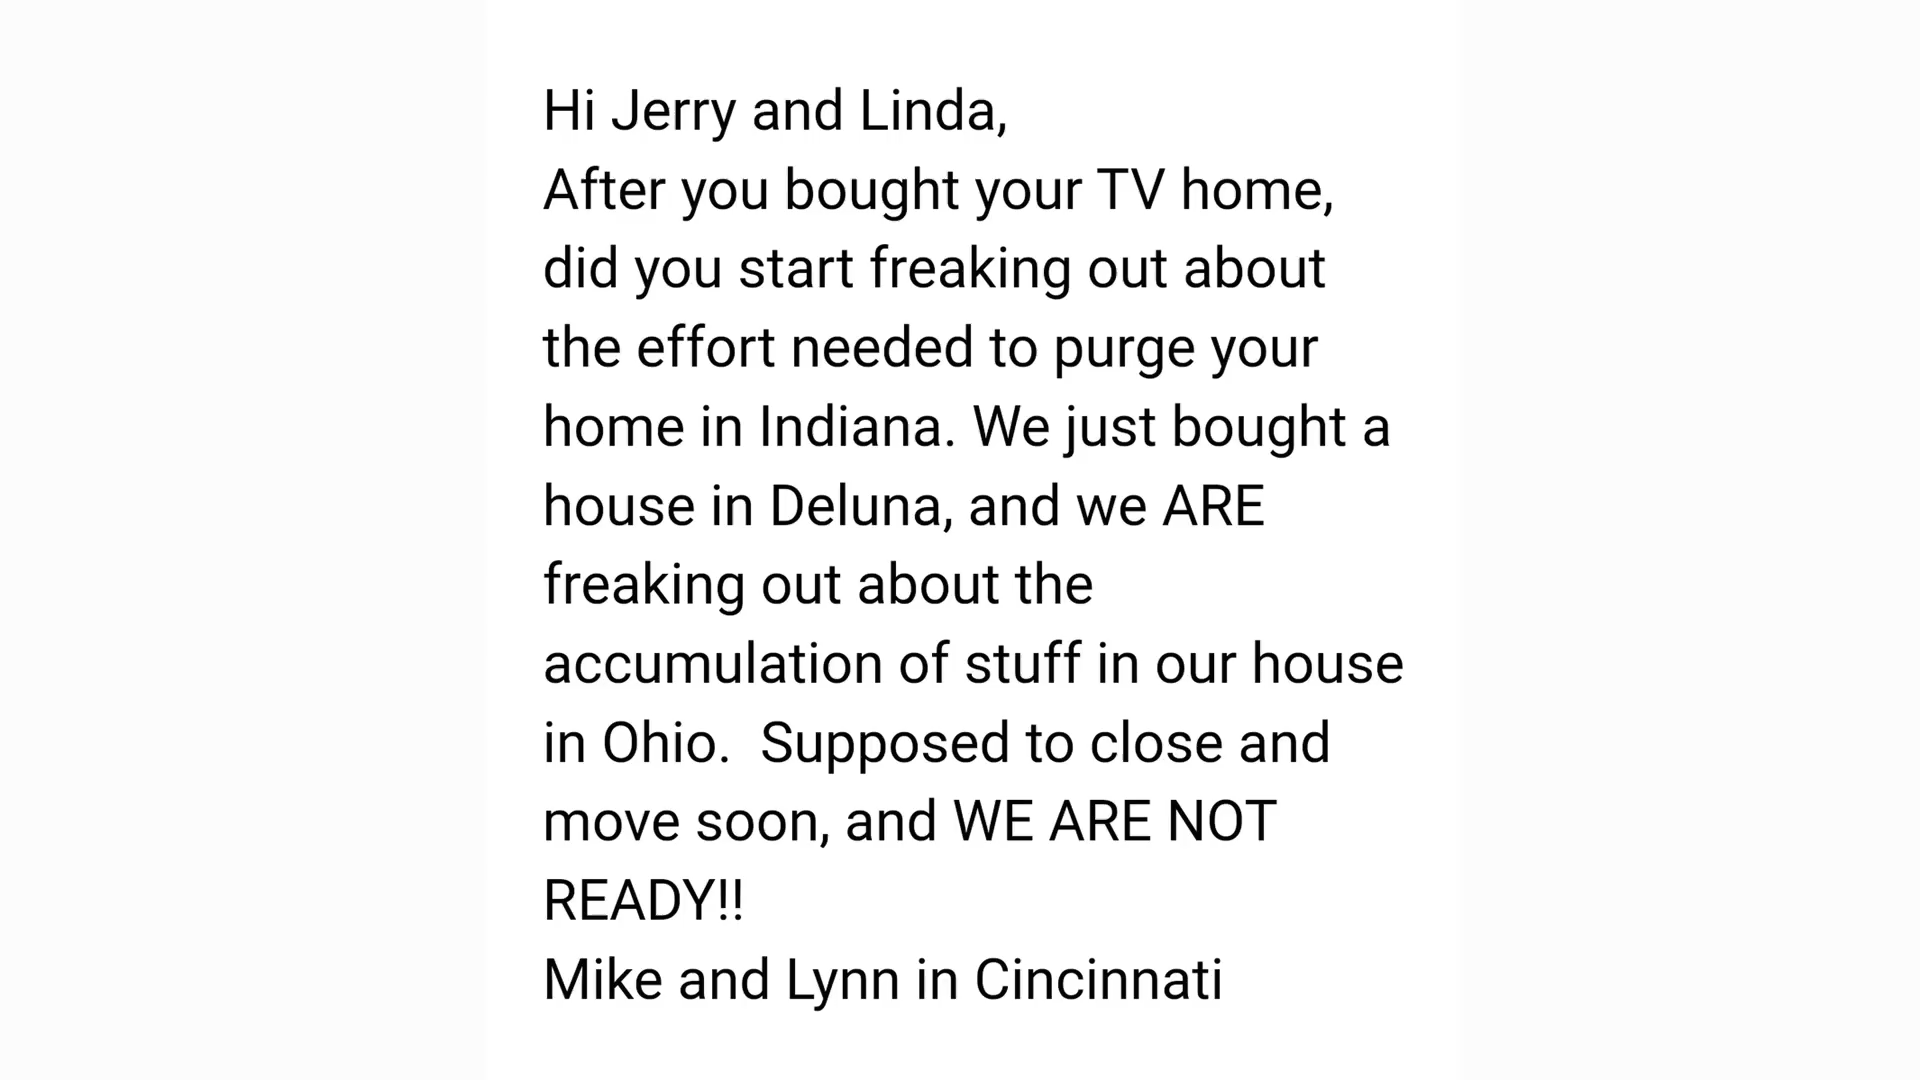 Hi Jerry and Linda,
After you bought your TV home,
did you start freaking out about
the effort needed to purge your
home in Indiana. We just bought a
house in Deluna, and we ARE
freaking out about the
accumulation of stuff in our house
in Ohio.  Supposed to close and
move soon, and WE ARE NOT
READY!!
Mike and Lynn in Cincinnati